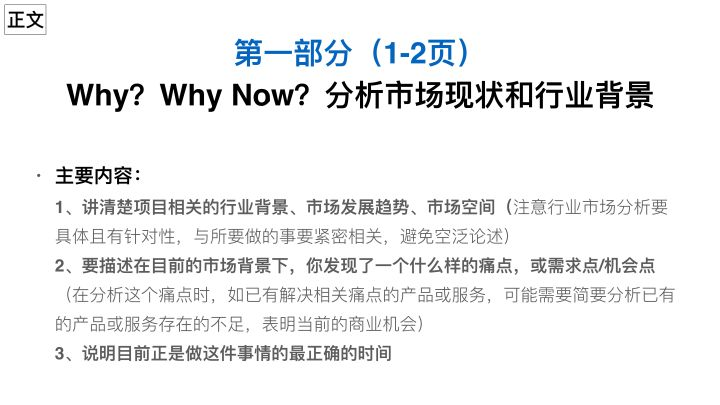 正文
第一部分（1-2页）
Why？Why Now？分析市场现状和行业背景
· 主要内容：
1、讲清楚项目相关的行业背景、市场发展趋势、市场空间（注意行业市场分析要
具体且有针对性，与所要做的事要紧密相关，避免空泛论述）
2、要描述在目前的市场背景下，你发现了一个什么样的痛点，或需求点/机会点
（在分析这个痛点时，如已有解决相关痛点的产品或服务，可能需要简要分析已有
的产品或服务存在的不足，表明当前的商业机会）
3、说明目前正是做这件事情的最正确的时间